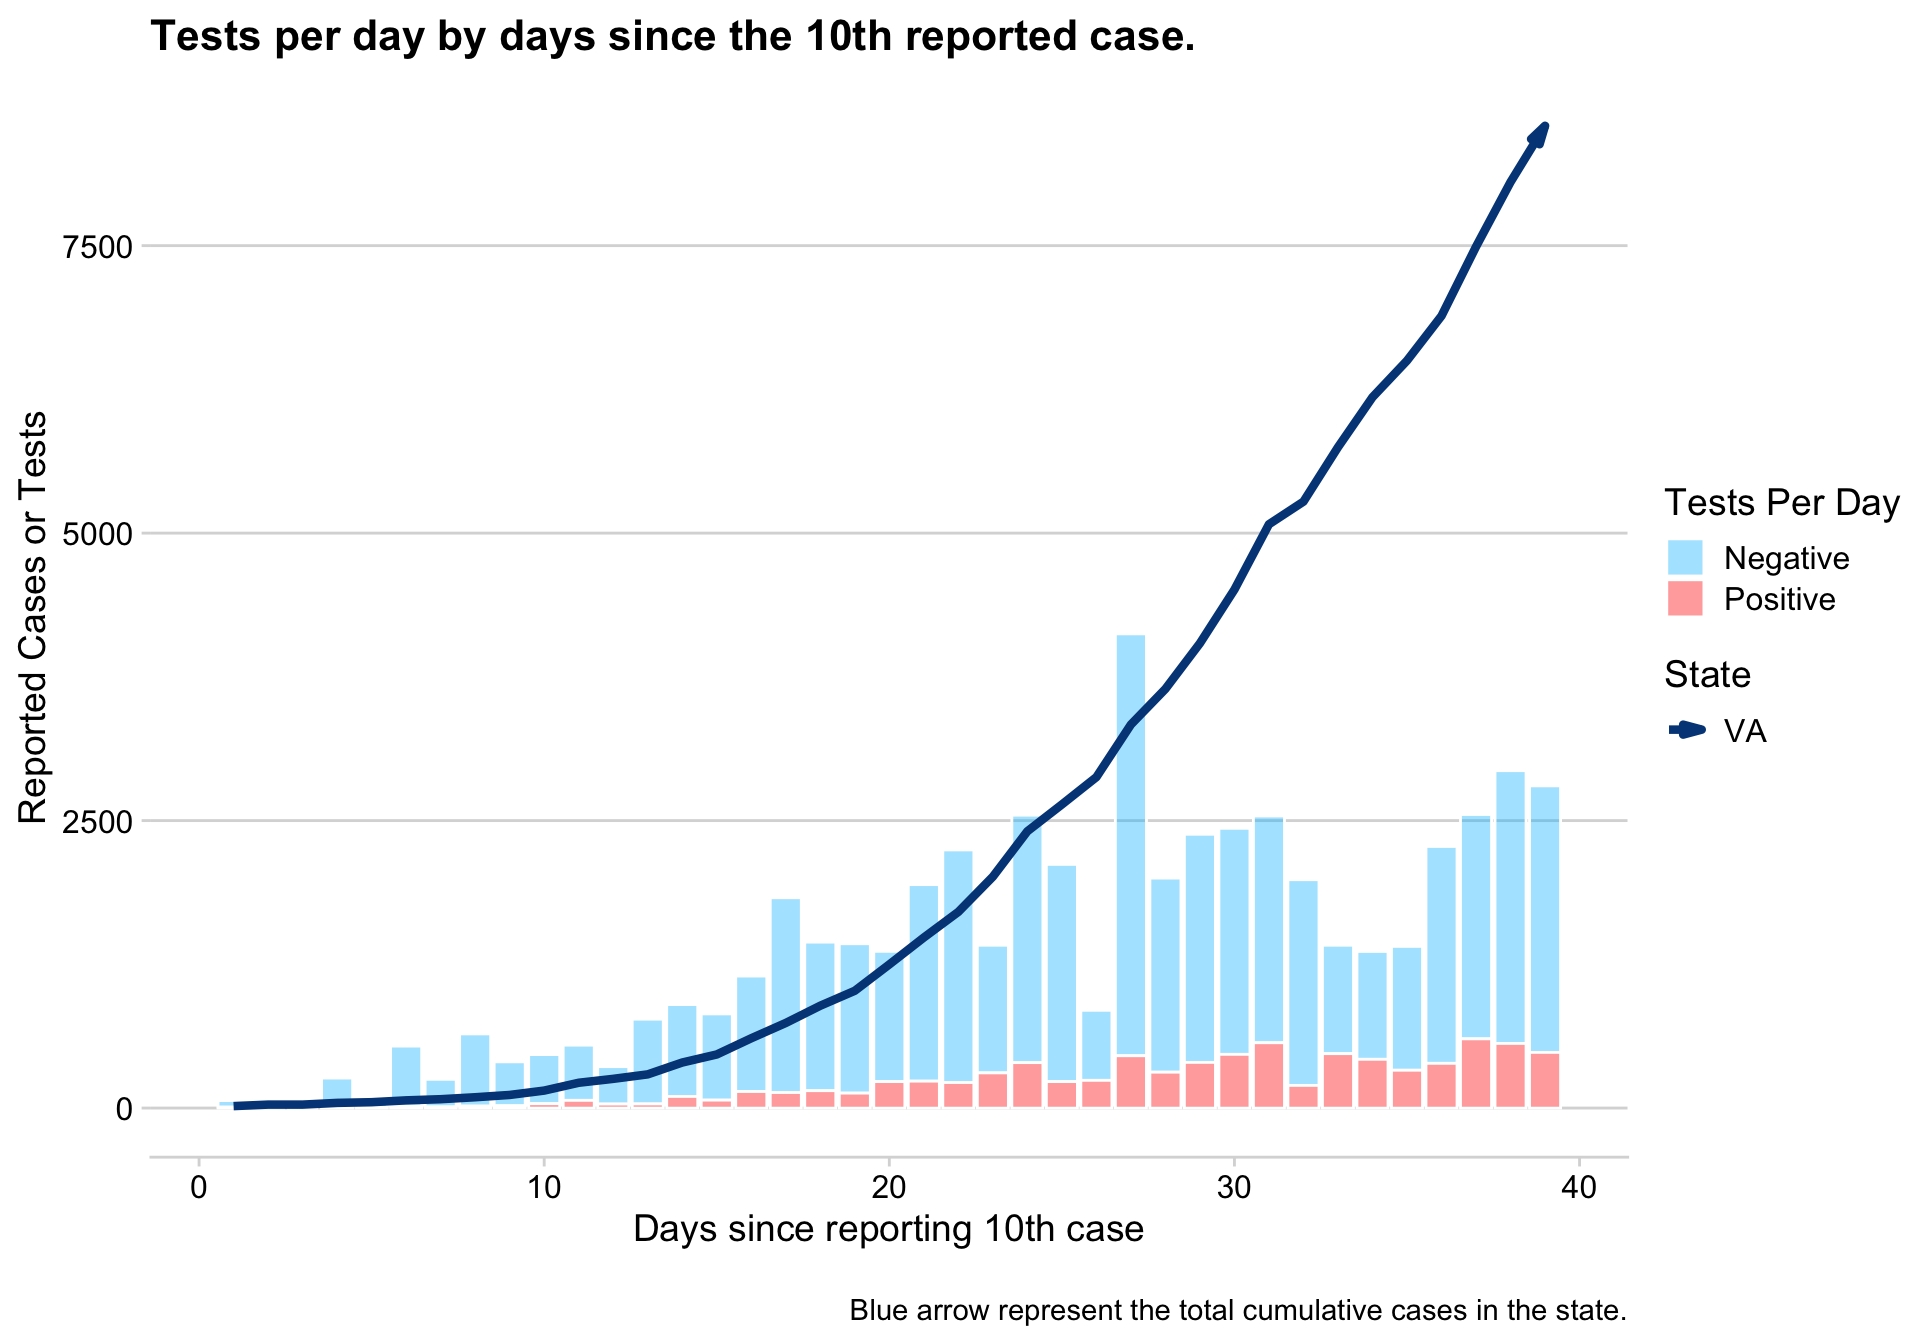 Tests per day by days since the 10th reported case.
Reported Cases or Tests
7500
5000
2500
0
0 10 20 30 40
Days since reporting 10th case
Tests Per Day
Negative
Positive
State
VA
Blue arrow represent the total cumulative cases in the state.